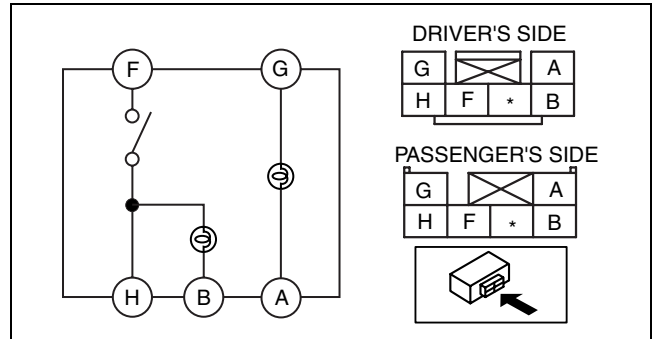 F G
H B A
DRIVER'S SIDE
G A
H F * B
PASSENGER'S SIDE
G A
H F * B